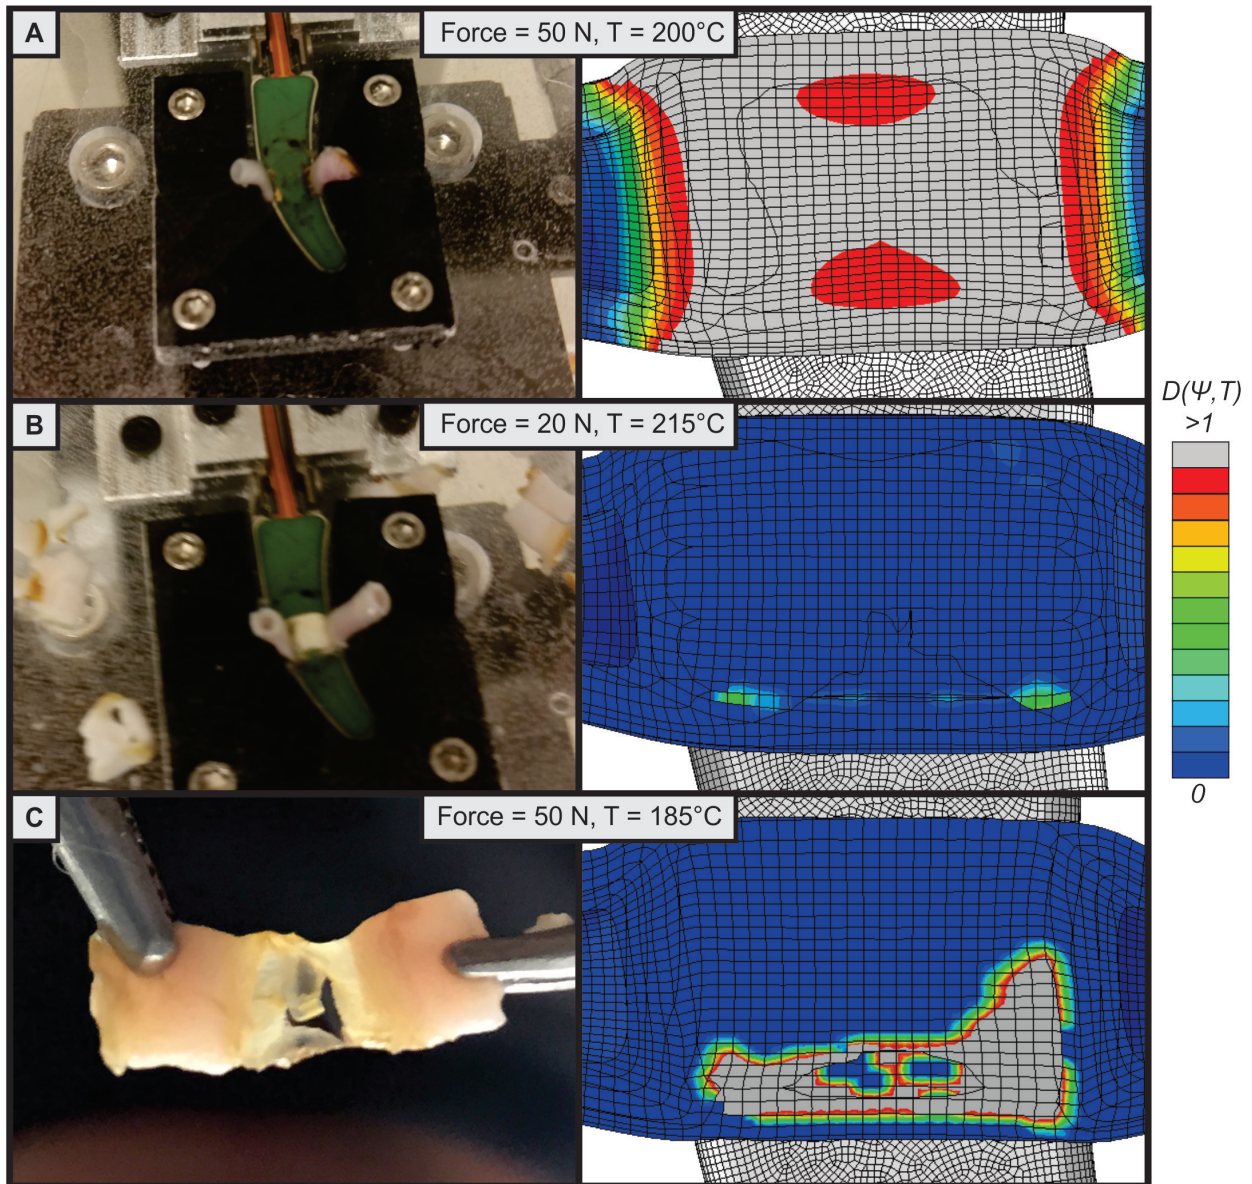 A
Force = 50 N, T = 200°C
B
Force = 20 N, T = 215°C
C
Force = 50 N, T = 185°C
D(Ψ,T)
>1
0